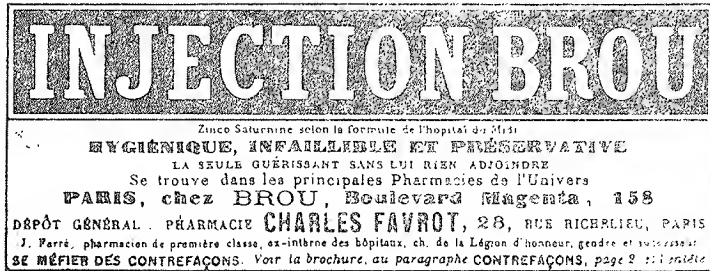 INJECTION BROU
Zinco Saturnine selon la formule de l'hopital du Midi
HYGIÉNIQUE, INFAILLIBLE ET PRÉSERVATIVE
LA SEULE GUÉRISSANT SANS LUI RIEN ADJOINDRE
Se trouve dans les principales Pharmacies de l'Univers
PARIS, chez BROU, Boulevard Magenta, 158
DÉPÔT GÉNÉRAL. PHARMACIE CHARLES FAVROT, 28, RUE RICHELIEU, PARIS
J. Ferré, pharmacien de première classe, ex-interne des hôpitaux, ch. de la Légion d'honneur, gendre et successeur
SE MÉFIER DES CONTREFAÇONS. Voir la brochure, au paragraphe CONTREFAÇONS, page 2